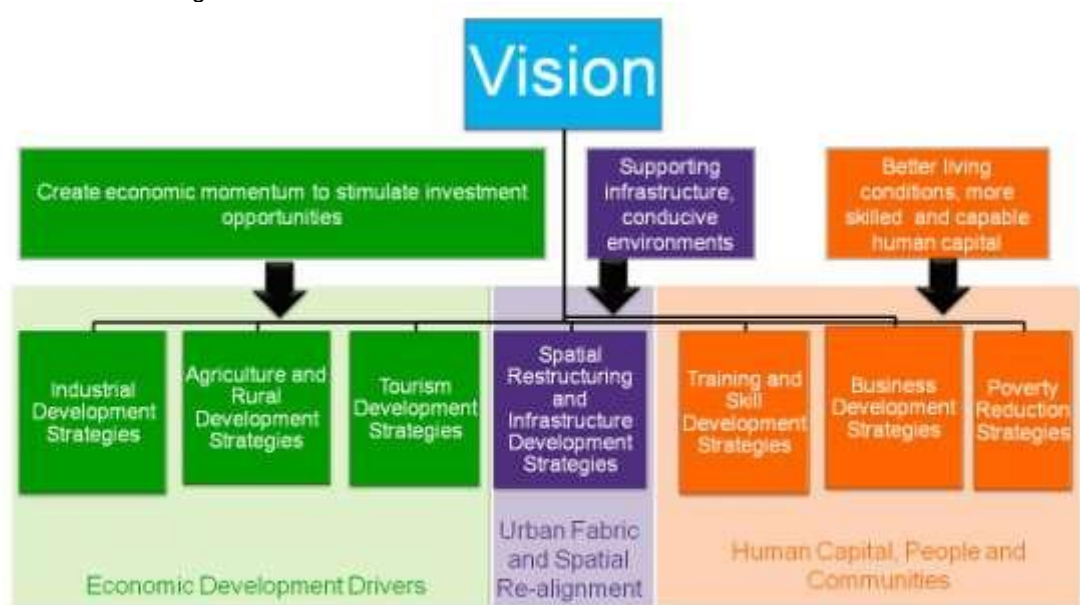 Vision
Create economic momentum to stimulate investment
opportunities
Supporting
infrastructure,
conducive
environments
Better living
conditions, more
skilled and capable
human capital
Industrial
Development
Strategies
Agriculture and
Rural
Development
Strategies
Tourism
Development
Strategies
Spatial
Restructuring
and
Infrastructure
Development
Strategies
Training and
Skill
Development
Strategies
Business
Development
Strategies
Poverty
Reduction
Strategies
Economic Development Drivers
Urban Fabric
and Spatial
Re-alignment
Human Capital, People and
Communities